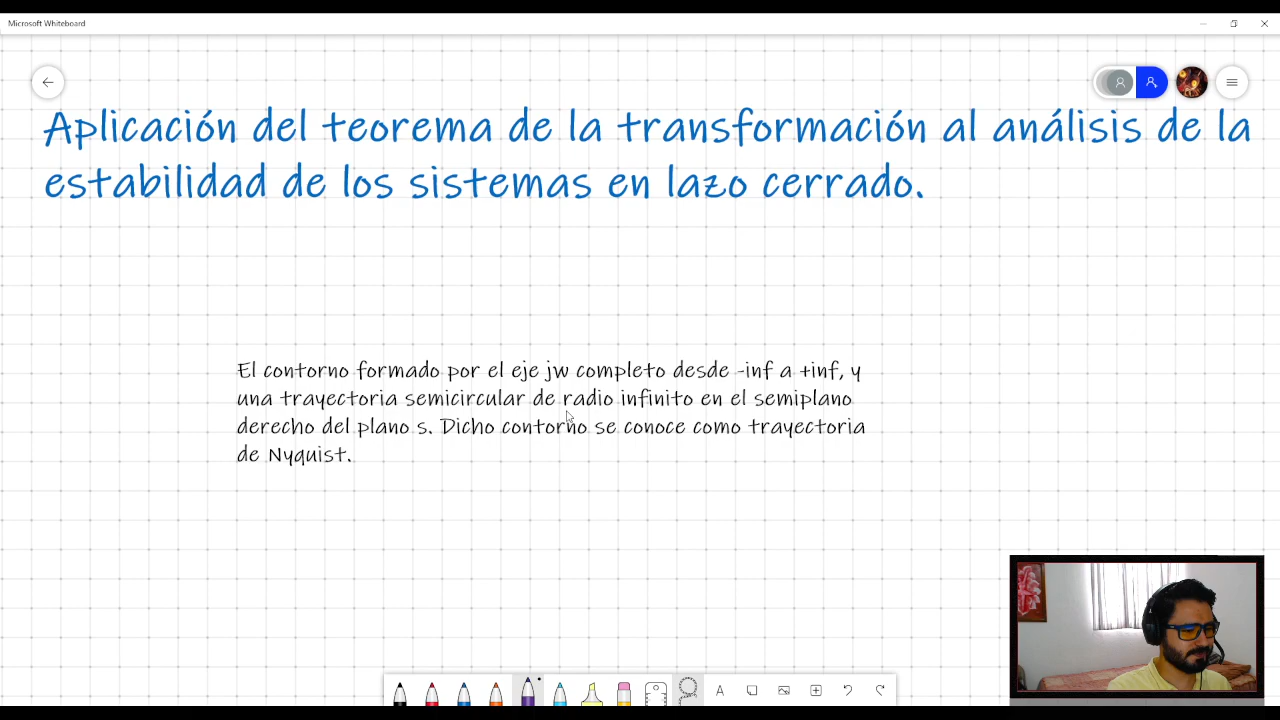 Microsoft Whiteboard
Aplicación del teorema de la transformación al análisis de la
estabilidad de los sistemas en lazo cerrado.
El contorno formado por el eje jw completo desde -inf a +inf, y
una trayectoria semicircular de radio infinito en el semiplano
derecho del plano s. Dicho contorno se conoce como trayectoria
de Nyquist.
A